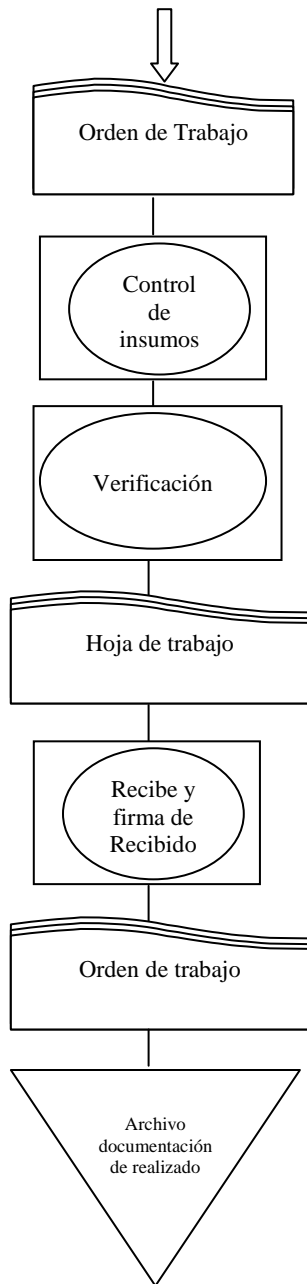 Orden de Trabajo
Control
de
insumos
Verificación
Hoja de trabajo
Recibe y
firma de
Recibido
Orden de trabajo
Archivo
documentación
de realizado